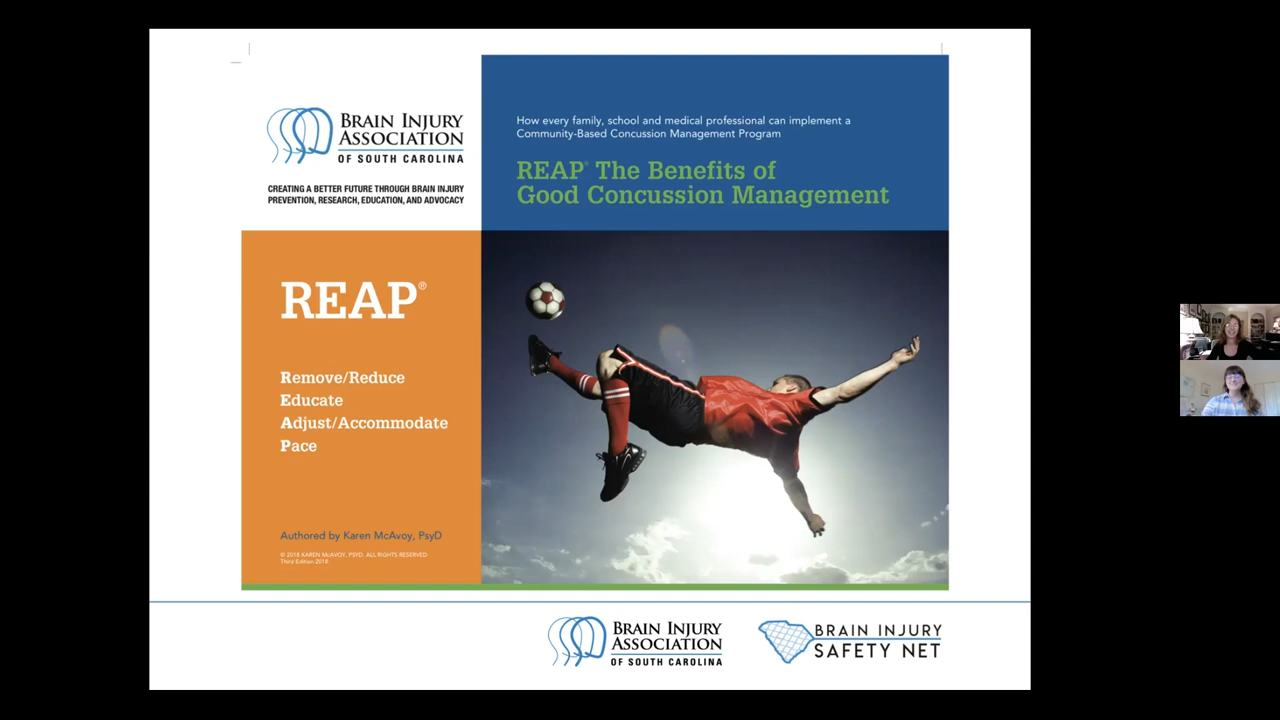 BRAIN INJURY
ASSOCIATION
OF SOUTH CAROLINA
CREATING A BETTER FUTURE THROUGH BRAIN INJURY
PREVENTION, RESEARCH, EDUCATION, AND ADVOCACY
How every family, school and medical professional can implement a
Community-Based Concussion Management Program
REAP® The Benefits of
Good Concussion Management
REAP®
Remove/Reduce
Educate
Adjust/Accommodate
Pace
Authored by Karen McAvoy, PsyD
© 2018 KAREN McAVOY, PSYD. ALL RIGHTS RESERVED
Third Edition 2018
BRAIN INJURY
ASSOCIATION
OF SOUTH CAROLINA
BRAIN INJURY
SAFETY NET